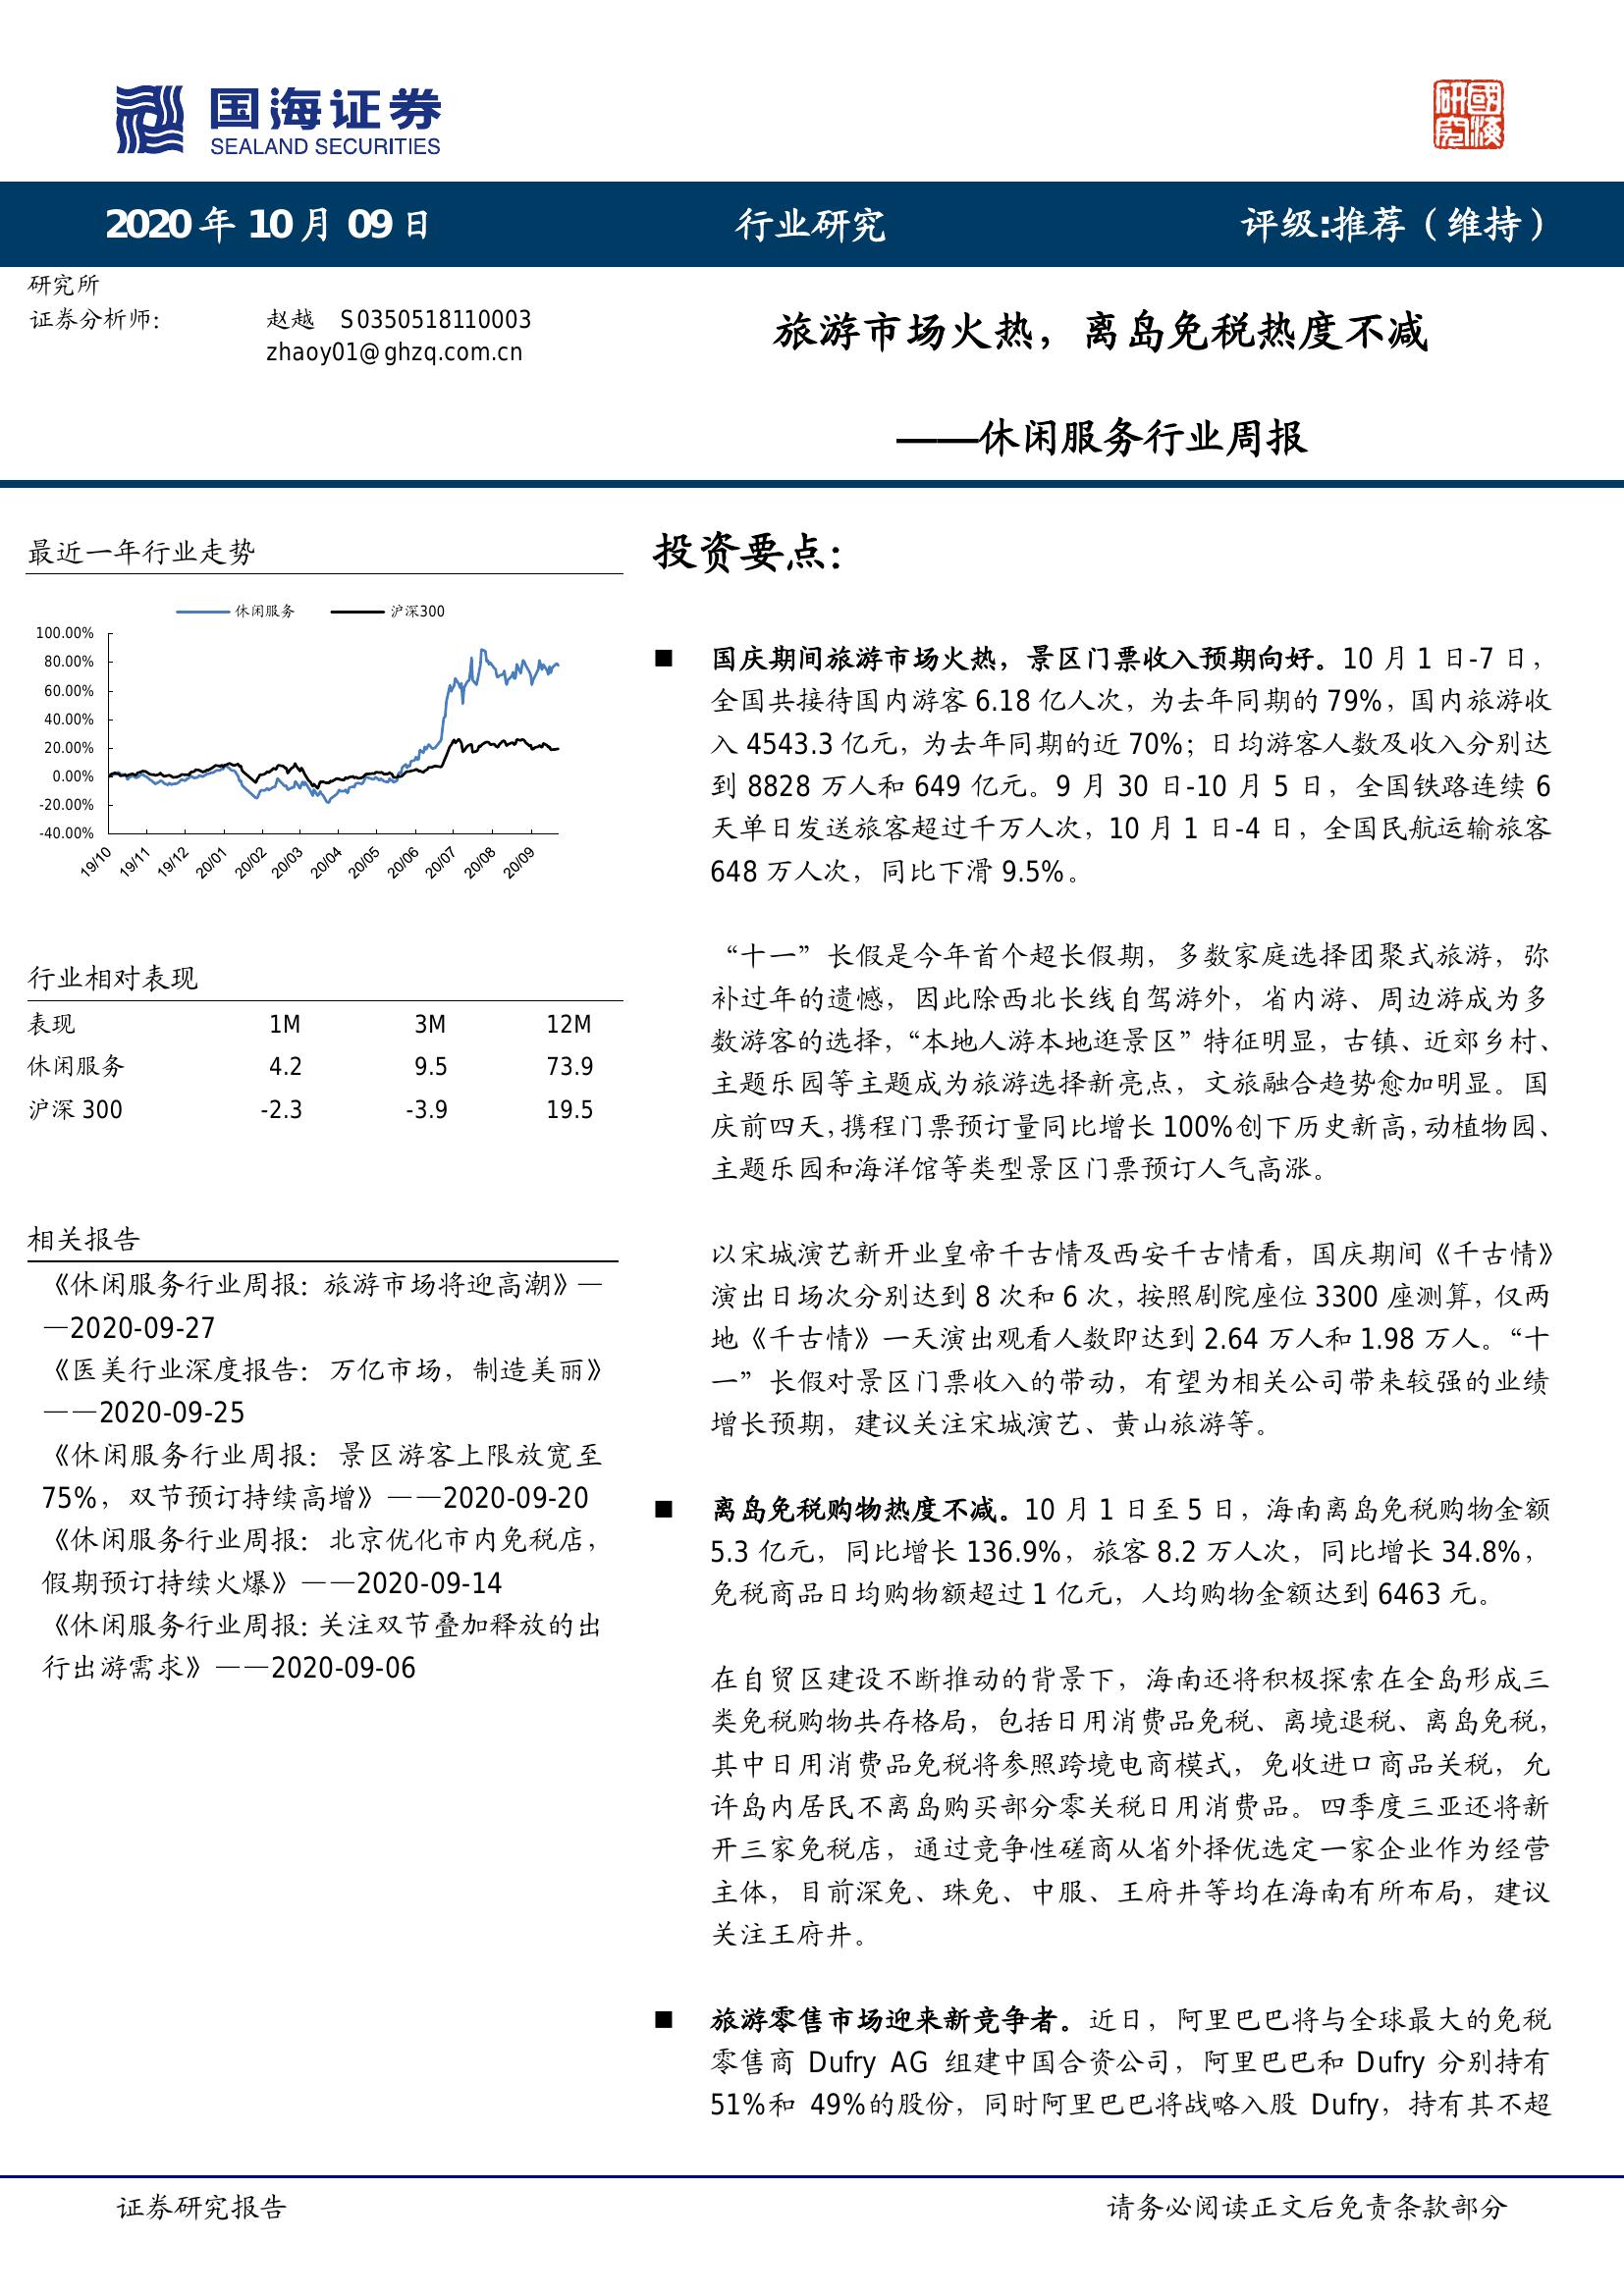 国海证券
SEALAND SECURITIES
研國
究海
2020 年 10 月 09 日
行业研究
评级:推荐（维持）
研究所
证券分析师：
赵越 S0350518110003
zhaoy01@ghzq.com.cn
旅游市场火热，离岛免税热度不减
——休闲服务行业周报
最近一年行业走势
休闲服务 沪深300
100.00%
80.00%
60.00%
40.00%
20.00%
0.00%
-20.00%
-40.00%
19/10 19/11 19/12 20/01 20/02 20/03 20/04 20/05 20/06 20/07 20/08 20/09
行业相对表现
表现 1M 3M 12M
休闲服务 4.2 9.5 73.9
沪深 300 -2.3 -3.9 19.5
相关报告
《休闲服务行业周报：旅游市场将迎高潮》—
—2020-09-27
《医美行业深度报告：万亿市场，制造美丽》
——2020-09-25
《休闲服务行业周报：景区游客上限放宽至
75%，双节预订持续高增》——2020-09-20
《休闲服务行业周报：北京优化市内免税店，
假期预订持续火爆》——2020-09-14
《休闲服务行业周报：关注双节叠加释放的出
行出游需求》——2020-09-06
投资要点：
■ 国庆期间旅游市场火热，景区门票收入预期向好。10 月 1 日-7 日，
全国共接待国内游客 6.18 亿人次，为去年同期的 79%，国内旅游收
入 4543.3 亿元，为去年同期的近 70%；日均游客人数及收入分别达
到 8828 万人和 649 亿元。9 月 30 日-10 月 5 日，全国铁路连续 6
天单日发送旅客超过千万人次，10 月 1 日-4 日，全国民航运输旅客
648 万人次，同比下滑 9.5%。
“十一”长假是今年首个超长假期，多数家庭选择团聚式旅游，弥
补过年的遗憾，因此除西北长线自驾游外，省内游、周边游成为多
数游客的选择，“本地人游本地逛景区”特征明显，古镇、近郊乡村、
主题乐园等主题成为旅游选择新亮点，文旅融合趋势愈加明显。国
庆前四天，携程门票预订量同比增长 100%创下历史新高，动植物园、
主题乐园和海洋馆等类型景区门票预订人气高涨。
以宋城演艺新开业皇帝千古情及西安千古情看，国庆期间《千古情》
演出日场次分别达到 8 次和 6 次，按照剧院座位 3300 座测算，仅两
地《千古情》一天演出观看人数即达到 2.64 万人和 1.98 万人。“十
一”长假对景区门票收入的带动，有望为相关公司带来较强的业绩
增长预期，建议关注宋城演艺、黄山旅游等。
■ 离岛免税购物热度不减。10 月 1 日至 5 日，海南离岛免税购物金额
5.3 亿元，同比增长 136.9%，旅客 8.2 万人次，同比增长 34.8%，
免税商品日均购物额超过 1 亿元，人均购物金额达到 6463 元。
在自贸区建设不断推动的背景下，海南还将积极探索在全岛形成三
类免税购物共存格局，包括日用消费品免税、离境退税、离岛免税，
其中日用消费品免税将参照跨境电商模式，免收进口商品关税，允
许岛内居民不离岛购买部分零关税日用消费品。四季度三亚还将新
开三家免税店，通过竞争性磋商从省外择优选定一家企业作为经营
主体，目前深免、珠免、中服、王府井等均在海南有所布局，建议
关注王府井。
■ 旅游零售市场迎来新竞争者。近日，阿里巴巴将与全球最大的免税
零售商 Dufry AG 组建中国合资公司，阿里巴巴和 Dufry 分别持有
51%和 49%的股份，同时阿里巴巴将战略入股 Dufry，持有其不超
证券研究报告
请务必阅读正文后免责条款部分